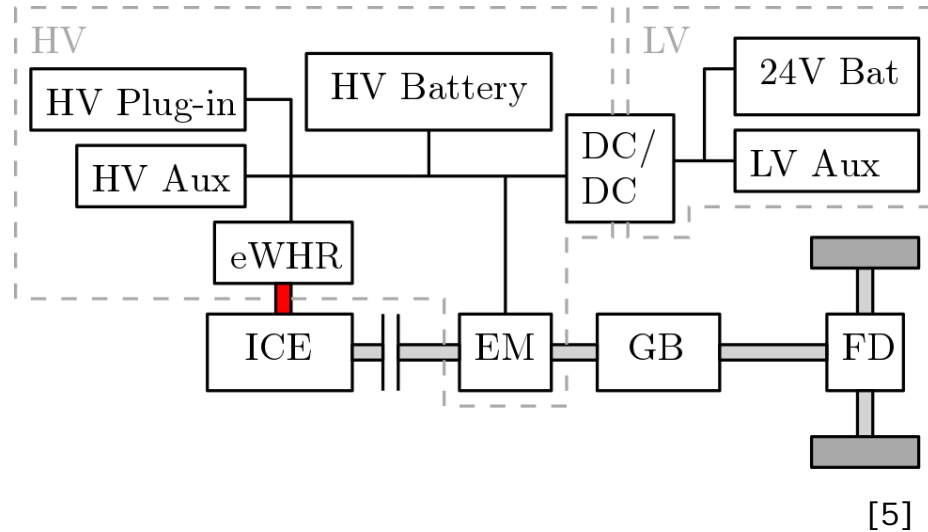 HV
LV
HV Plug-in
HV Battery
24V Bat
HV Aux
DC/
DC
LV Aux
eWHR
ICE
EM
GB
FD
[5]